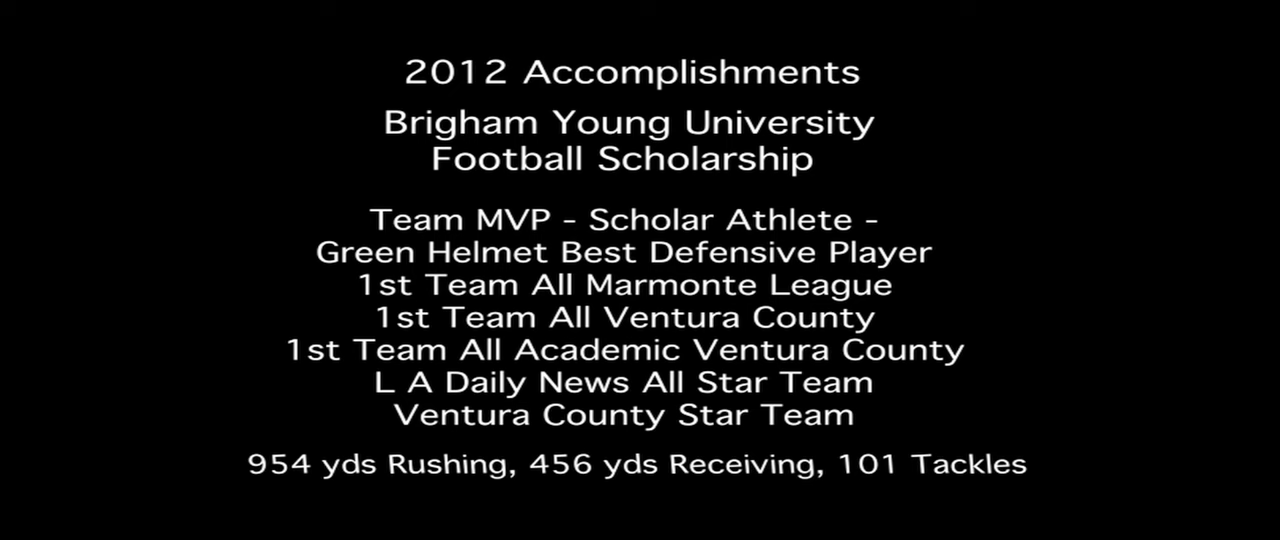 2012 Accomplishments
Brigham Young University
Football Scholarship
Team MVP - Scholar Athlete -
Green Helmet Best Defensive Player
1st Team All Marmonte League
1st Team All Ventura County
1st Team All Academic Ventura County
L A Daily News All Star Team
Ventura County Star Team
954 yds Rushing, 456 yds Receiving, 101 Tackles